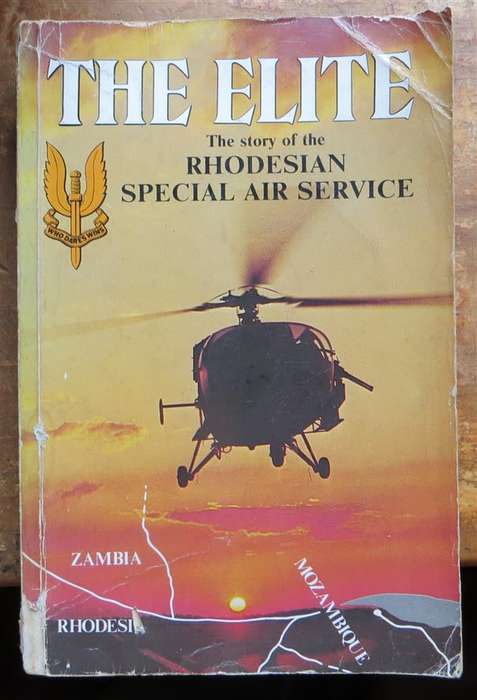 THE ELITE
The story of the
RHODESIAN
SPECIAL AIR SERVICE
WHO DARES WINS
ZAMBIA
MOZAMBIQUE
RHODESI